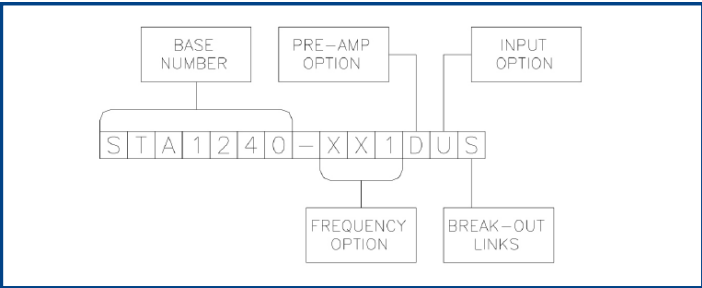 BASE
NUMBER
PRE-AMP
OPTION
INPUT
OPTION
STA1240-XX1DUS
FREQUENCY
OPTION
BREAK-OUT
LINKS